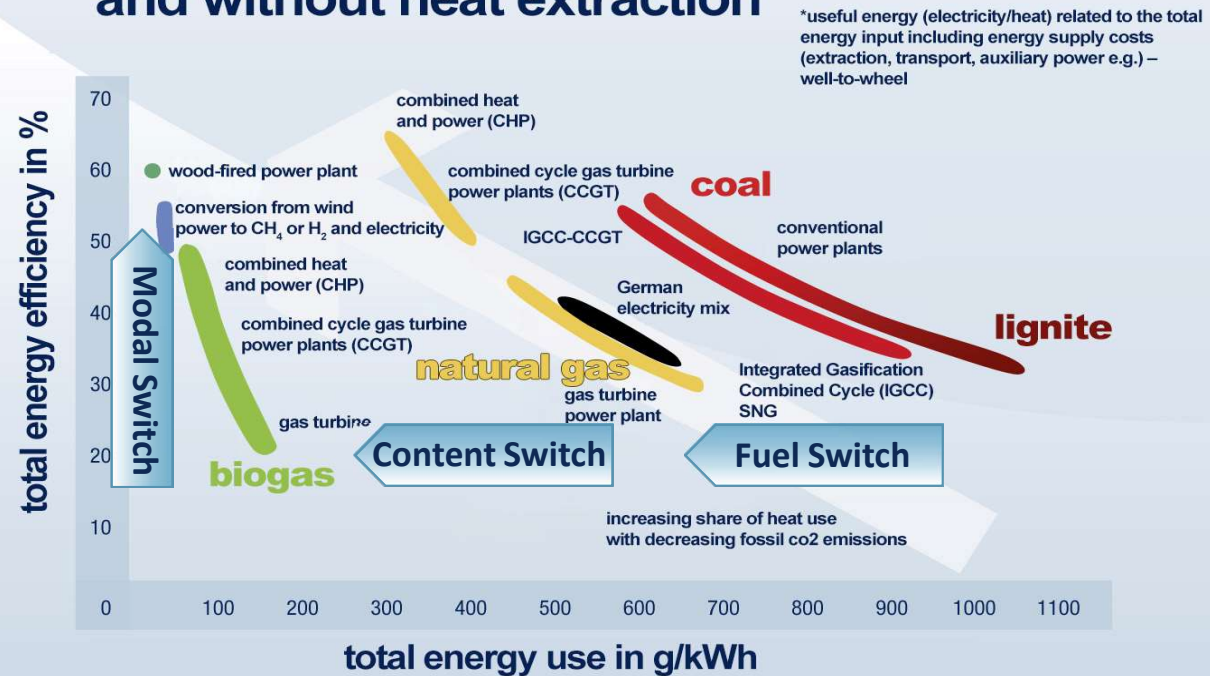 and without heat extraction
*useful energy (electricity/heat) related to the total
energy input including energy supply costs
(extraction, transport, auxiliary power e.g.) –
well-to-wheel
total energy efficiency in %
70
60
50
40
30
20
10
0
combined heat
and power (CHP)
wood-fired power plant
combined cycle gas turbine
power plants (CCGT)
coal
conversion from wind
power to CH4 or H2 and electricity
IGCC-CCGT
conventional
power plants
combined heat
and power (CHP)
German
electricity mix
combined cycle gas turbine
power plants (CCGT)
lignite
natural gas
Integrated Gasification
Combined Cycle (IGCC)
SNG
gas turbine
power plant
gas turbine
Modal Switch
Content Switch
Fuel Switch
biogas
increasing share of heat use
with decreasing fossil co2 emissions
100 200 300 400 500 600 700 800 900 1000 1100
total energy use in g/kWh